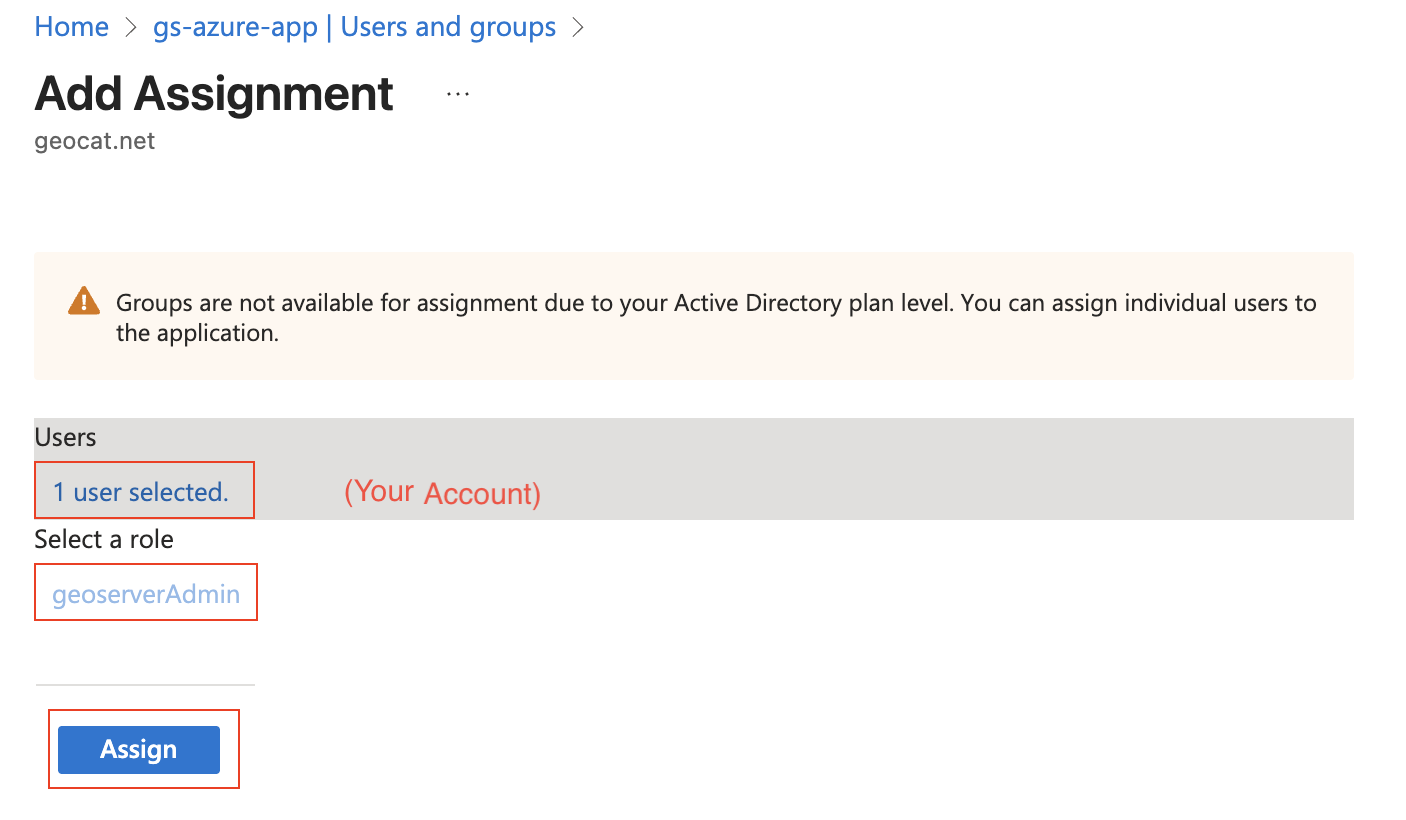 Home > gs-azure-app | Users and groups >
Add Assignment ...
geocat.net
Groups are not available for assignment due to your Active Directory plan level. You can assign individual users to
the application.
Users
1 user selected. (Your Account)
Select a role
geoserverAdmin
Assign